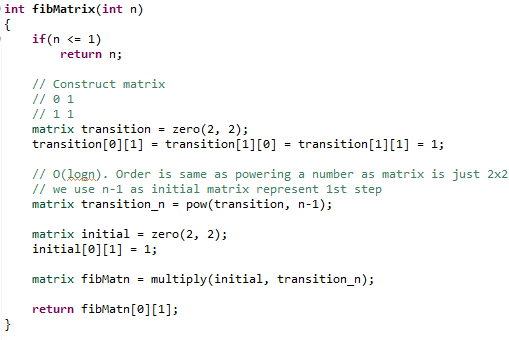 int fibMatrix(int n)
{
    if(n <= 1)
        return n;

    // Construct matrix
    // 0 1
    // 1 1
    matrix transition = zero(2, 2);
    transition[0][1] = transition[1][0] = transition[1][1] = 1;

    // O(logn). Order is same as powering a number as matrix is just 2x2
    // we use n-1 as initial matrix represent 1st step
    matrix transition_n = pow(transition, n-1);

    matrix initial = zero(2, 2);
    initial[0][1] = 1;

    matrix fibMatn = multiply(initial, transition_n);

    return fibMatn[0][1];
}